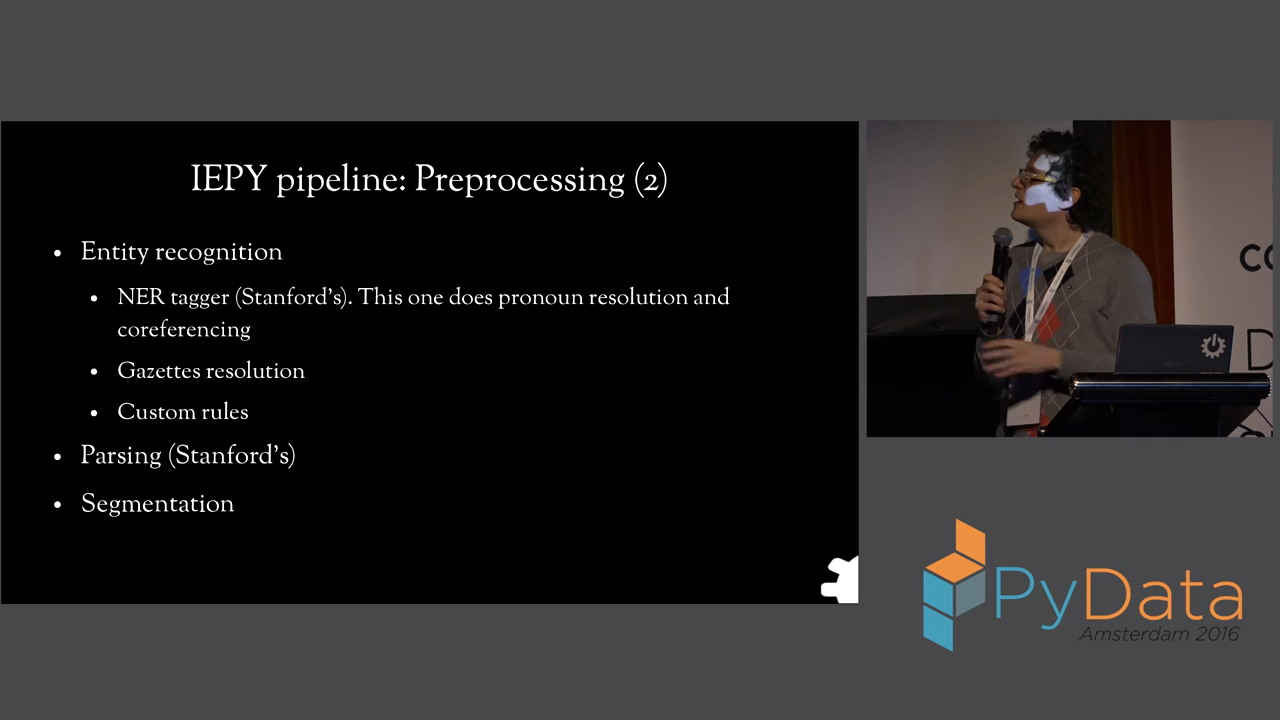 IEPY pipeline: Preprocessing (2)
• Entity recognition
• NER tagger (Stanford's). This one does pronoun resolution and
coreferencing
• Gazettes resolution
• Custom rules
• Parsing (Stanford's)
• Segmentation
CO
D
PyData
Amsterdam 2016